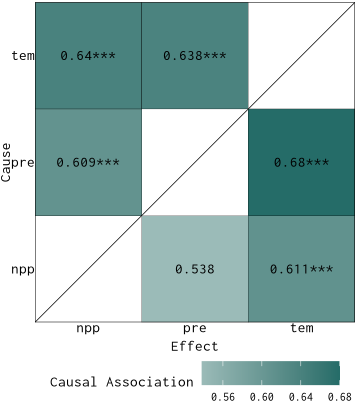 tem 0.64*** 0.638***
Cause
pre 0.609*** 0.68***
npp 0.538 0.611***
npp pre tem
Effect
Causal Association
0.56 0.60 0.64 0.68